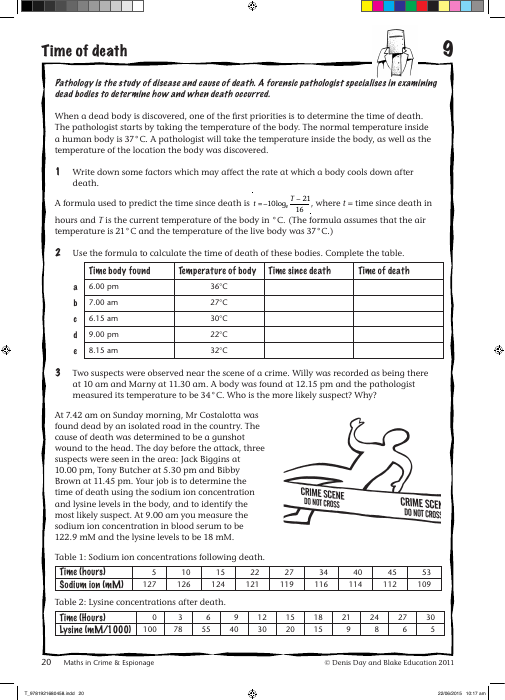 Time of death
9
Pathology is the study of disease and cause of death. A forensic pathologist specialises in examining
dead bodies to determine how and when death occurred.
When a dead body is discovered, one of the first priorities is to determine the time of death.
The pathologist starts by taking the temperature of the body. The normal temperature inside
a human body is 37°C. A pathologist will take the temperature inside the body, as well as the
temperature of the location the body was discovered.
1 Write down some factors which may affect the rate at which a body cools down after
death.
A formula used to predict the time since death is t = –10logₑ (T – 21)/16, where t = time since death in
hours and T is the current temperature of the body in °C. (The formula assumes that the air
temperature is 21°C and the temperature of the live body was 37°C.)
2 Use the formula to calculate the time of death of these bodies. Complete the table.
Time body found Temperature of body Time since death Time of death
a 6.00 pm 36°C
b 7.00 am 27°C
c 6.15 am 30°C
d 9.00 pm 22°C
e 8.15 am 32°C
3 Two suspects were observed near the scene of a crime. Willy was recorded as being there
at 10 am and Marny at 11.30 am. A body was found at 12.15 pm and the pathologist
measured its temperature to be 34°C. Who is the more likely suspect? Why?
At 7.42 am on Sunday morning, Mr Costalotta was
found dead by an isolated road in the country. The
cause of death was determined to be a gunshot
wound to the head. The day before the attack, three
suspects were seen in the area: Jack Biggins at
10.00 pm, Tony Butcher at 5.30 pm and Bibby
Brown at 11.45 pm. Your job is to determine the
time of death using the sodium ion concentration
and lysine levels in the body, and to identify the
most likely suspect. At 9.00 am you measure the
sodium ion concentration in blood serum to be
122.9 mM and the lysine levels to be 18 mM.
CRIME SCENE
DO NOT CROSS
CRIME SCEN
DO NOT CROSS
Table 1: Sodium ion concentrations following death.
Time (hours) 5 10 15 22 27 34 40 45 53
Sodium ion (mM) 127 126 124 121 119 116 114 112 109
Table 2: Lysine concentrations after death.
Time (Hours) 0 3 6 9 12 15 18 21 24 27 30
Lysine (mM/1000) 100 78 55 40 30 20 15 9 8 6 5
20 Maths in Crime & Espionage
© Denis Day and Blake Education 2011
T_9781921680458.indd 20
22/06/2015 10:17 am